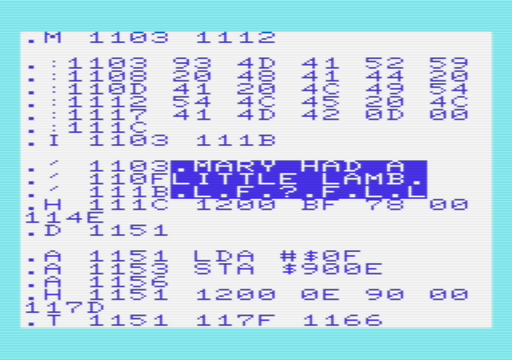 .M 1103 1112
.:1103 93 4D 41 52 59
.:1108 20 48 41 44 20
.:110D 41 20 4C 49 54
.:1112 54 4C 45 20 4C
.:1117 41 4D 42 0D 00
.:111C
.I 1103 111B
./ 1103.MARY HAD A
./ 110FLITTLE LAMB.
./ 111B.L.F.?.F.L.L
.H 111C 1200 BF 78 00
114E
.D 1151
.A 1151 LDA #$0F
.A 1153 STA $900E
.A 1156
.H 1151 1200 0E 90 00
117D
.T 1151 117F 1166